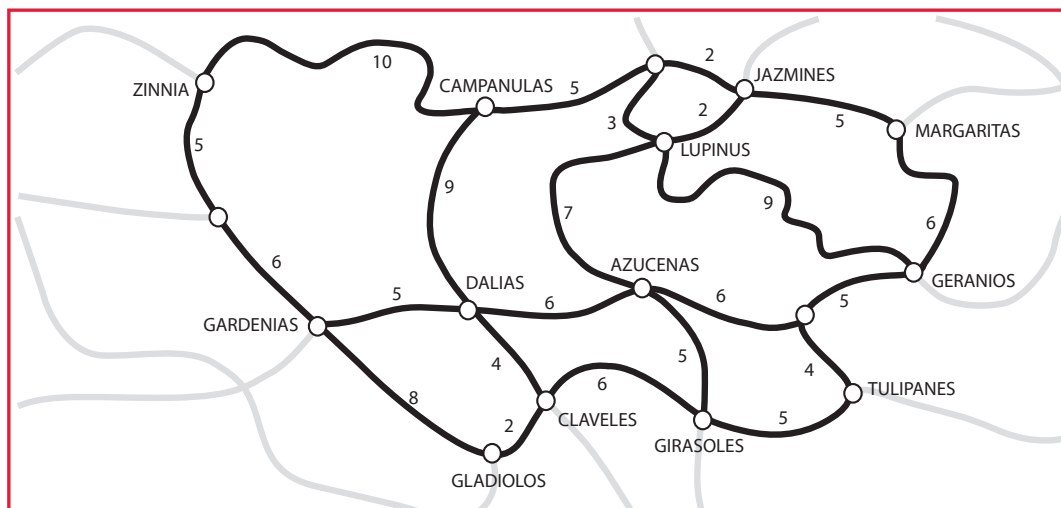 2
10
JAZMINES
ZINNIA
CAMPANULAS
5
2
3
5
MARGARITAS
5
LUPINUS
9
9
7
6
AZUCENAS
6
DALIAS
GERANIOS
5
6
6
5
GARDENIAS
5
4
6
4
TULIPANES
8
2
CLAVELES
5
GIRASOLES
GLADIOLOS